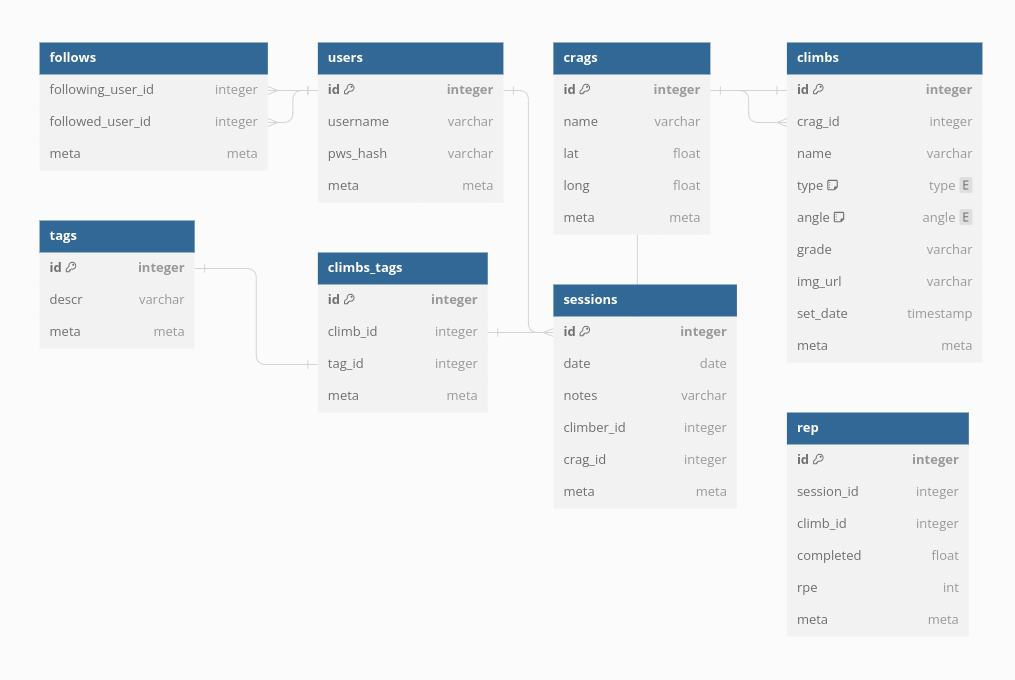 follows
following_user_id integer
followed_user_id integer
meta meta
users
id integer
username varchar
pws_hash varchar
meta meta
crags
id integer
name varchar
lat float
long float
meta meta
climbs
id integer
crag_id integer
name varchar
type type E
angle angle E
grade varchar
img_url varchar
set_date timestamp
meta meta
tags
id integer
descr varchar
meta meta
climbs_tags
id integer
climb_id integer
tag_id integer
meta meta
sessions
id integer
date date
notes varchar
climber_id integer
crag_id integer
meta meta
rep
id integer
session_id integer
climb_id integer
completed float
rpe int
meta meta